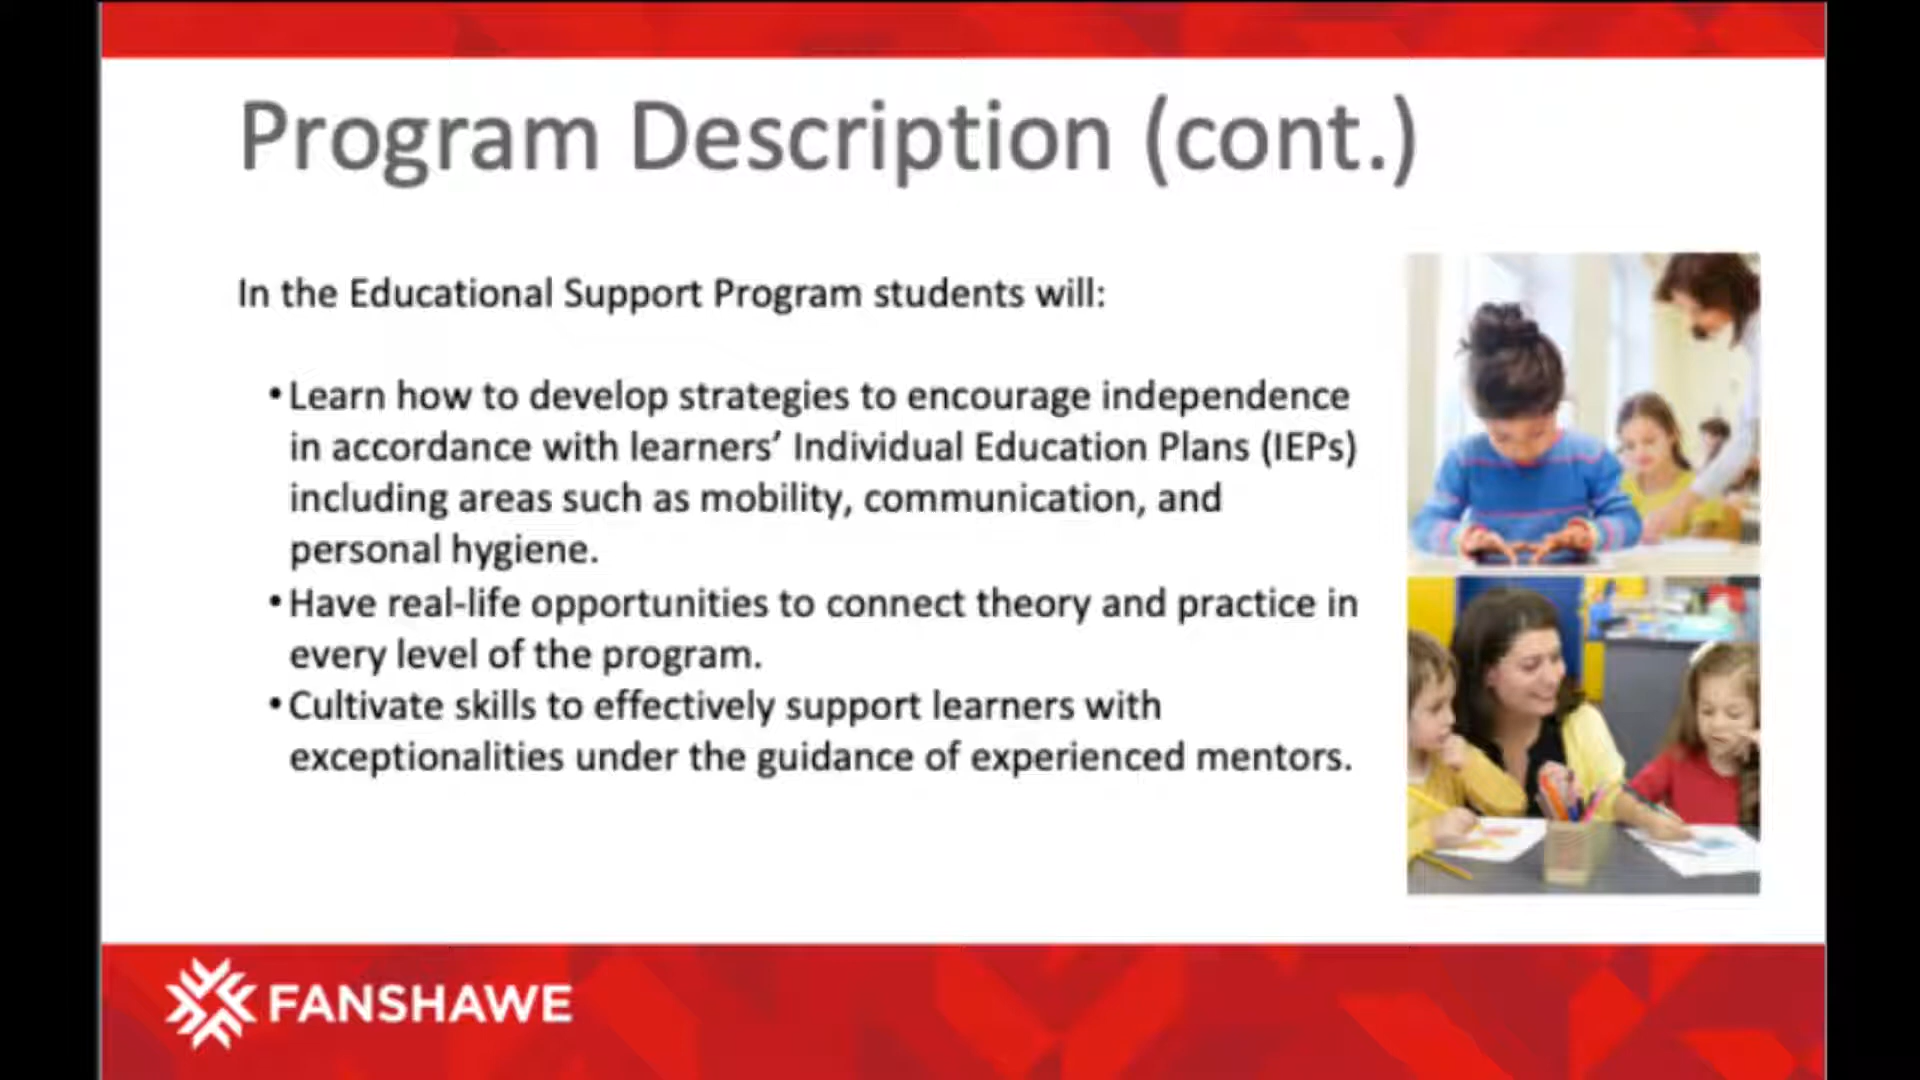 Program Description (cont.)
In the Educational Support Program students will:
•Learn how to develop strategies to encourage independence
in accordance with learners’ Individual Education Plans (IEPs)
including areas such as mobility, communication, and
personal hygiene.
•Have real-life opportunities to connect theory and practice in
every level of the program.
•Cultivate skills to effectively support learners with
exceptionalities under the guidance of experienced mentors.
FANSHAWE